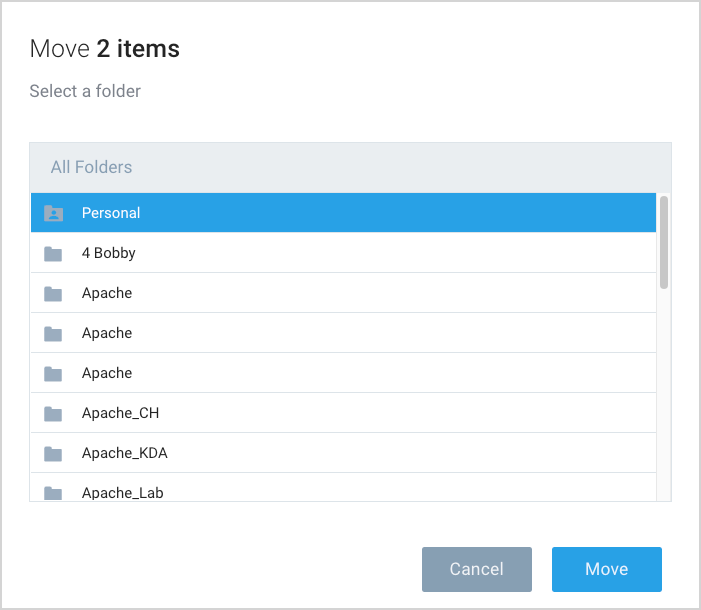 Move 2 items
Select a folder
All Folders
Personal
4 Bobby
Apache
Apache
Apache
Apache_CH
Apache_KDA
Apache_Lab
Cancel
Move